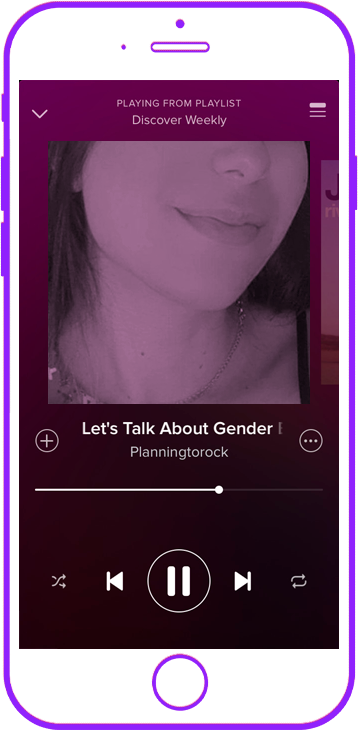 PLAYING FROM PLAYLIST
Discover Weekly
Let's Talk About Gender
Planningtorock